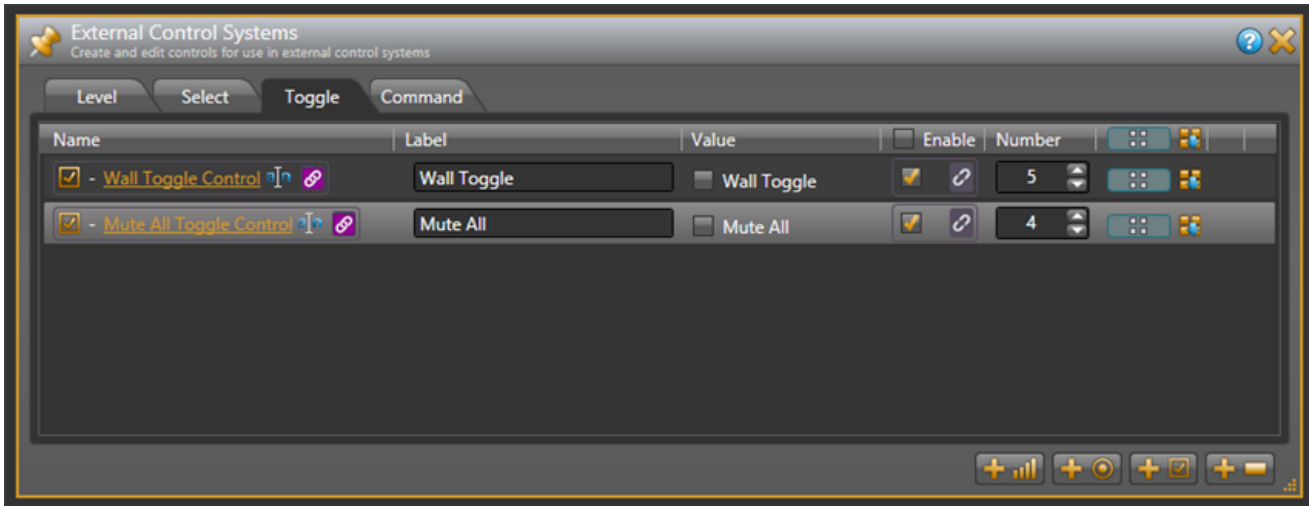 External Control Systems
Create and edit controls for use in external control systems
Level Select Toggle Command
Name Label Value Enable Number
- Wall Toggle Control Wall Toggle Wall Toggle 5
- Mute All Toggle Control Mute All Mute All 4